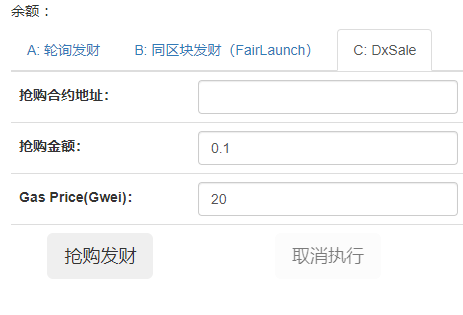 余额：
A: 轮询发财 B: 同区块发财（FairLaunch） C: DxSale
抢购合约地址:
抢购金额: 0.1
Gas Price(Gwei): 20
抢购发财 取消执行